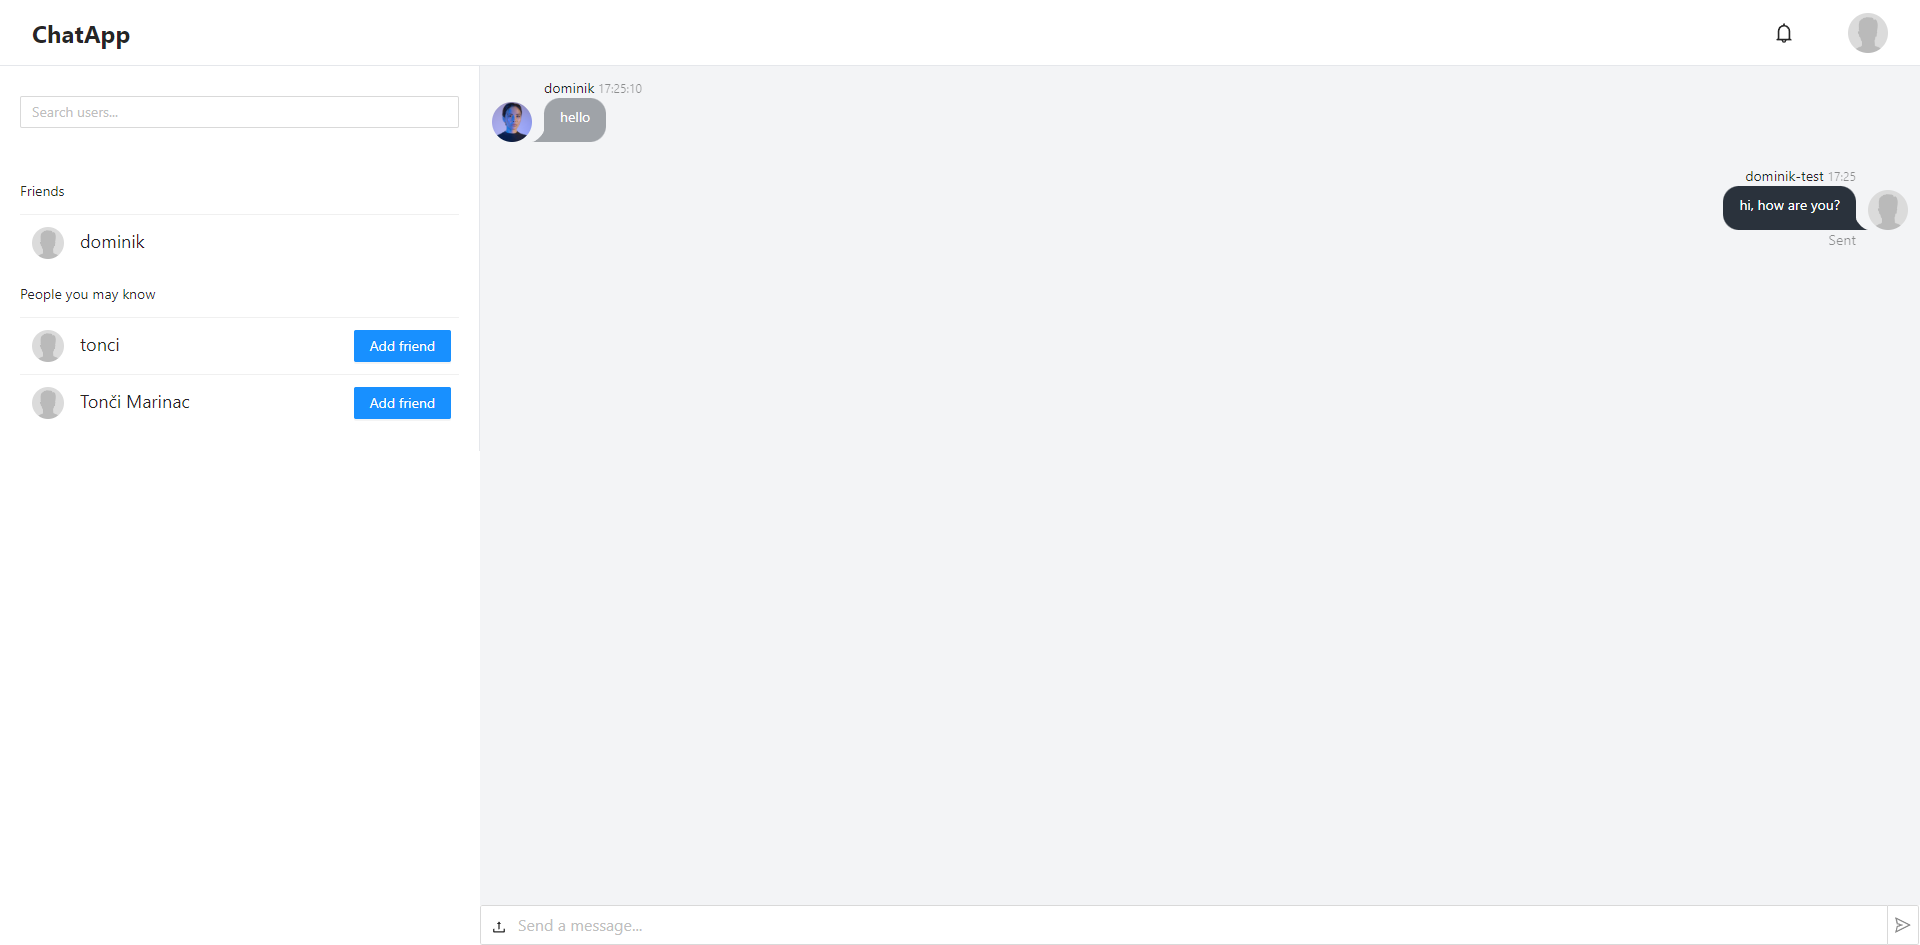 ChatApp
Search users...
Friends
dominik
People you may know
tonci
Add friend
Tonči Marinac
Add friend
dominik 17:25:10
hello
dominik-test 17:25
hi, how are you?
Sent
Send a message...